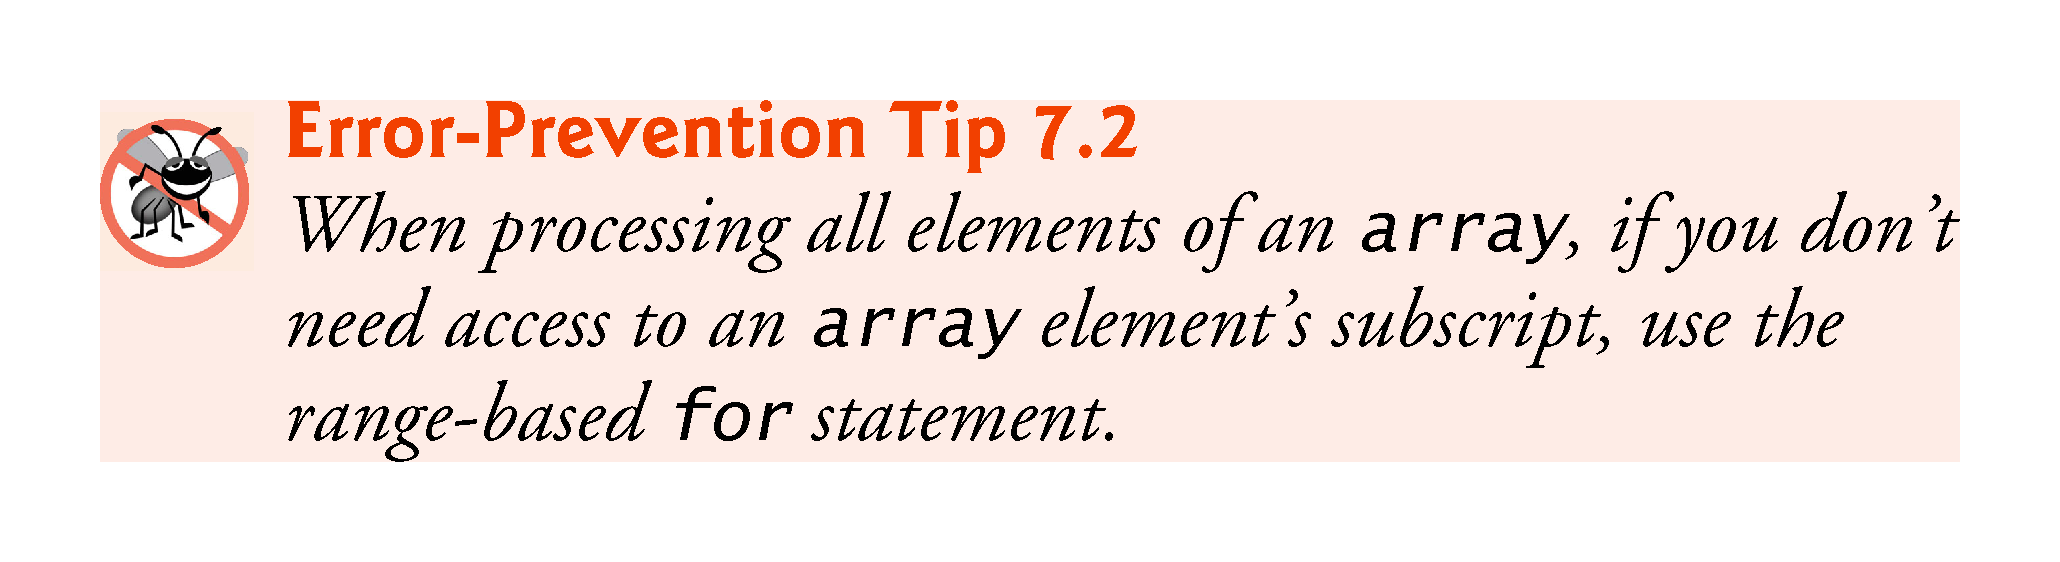 Error-Prevention Tip 7.2
When processing all elements of an array, if you don’t
need access to an array element’s subscript, use the
range-based for statement.